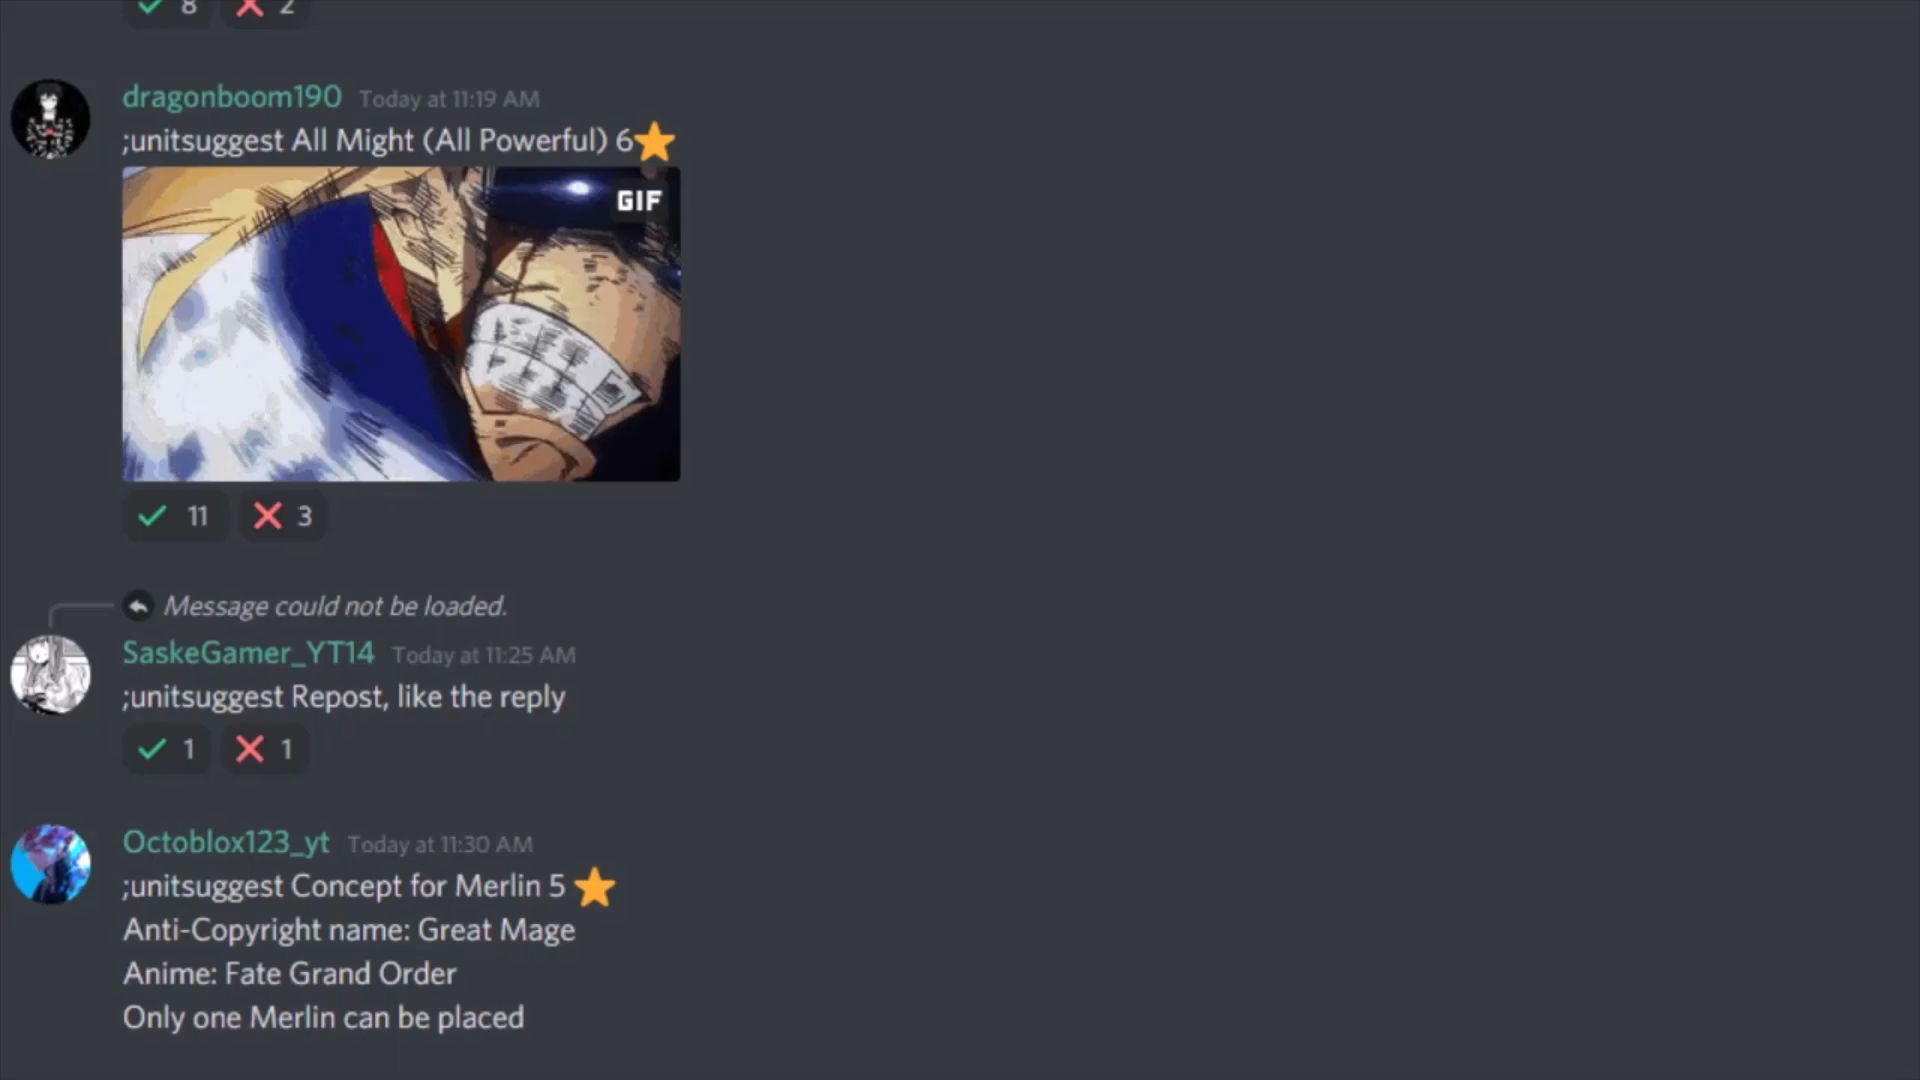 8 2
dragonboom190 Today at 11:19 AM
;unitsuggest All Might (All Powerful) 6⭐
GIF
11 3
Message could not be loaded.
SaskeGamer_YT14 Today at 11:25 AM
;unitsuggest Repost, like the reply
1 1
Octoblox123_yt Today at 11:30 AM
;unitsuggest Concept for Merlin 5 ⭐
Anti-Copyright name: Great Mage
Anime: Fate Grand Order
Only one Merlin can be placed